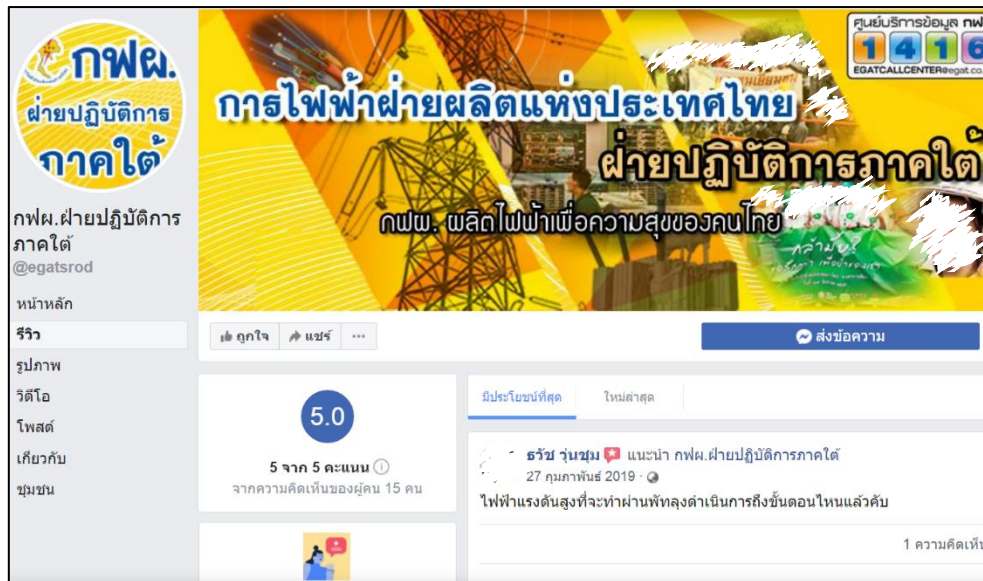 กฟผ.
ฝ่ายปฏิบัติการ
ภาคใต้
กฟผ.ฝ่ายปฏิบัติการ
ภาคใต้
@egatsrod
หน้าหลัก
รีวิว
รูปภาพ
วิดีโอ
โพสต์
เกี่ยวกับ
ชุมชน
ศูนย์บริการข้อมูล กฟ
1 4 1 6
EGATCALLCENTER@egat.co.
การไฟฟ้าฝ่ายผลิตแห่งประเทศไทย
ฝ่ายปฏิบัติการภาคใต้
กฟผ. ผลิตไฟฟ้าเพื่อความสุขของคนไทย
ถูกใจ แชร์ ...
ส่งข้อความ
5.0
5 จาก 5 คะแนน
จากความคิดเห็นของผู้คน 15 คน
มีประโยชน์ที่สุด ใหม่ล่าสุด
ธวัช วุ่นชุม แนะนำ กฟผ.ฝ่ายปฏิบัติการภาคใต้
27 กุมภาพันธ์ 2019 ·
ไฟฟ้าแรงดันสูงที่จะทำผ่านพัทลุงดำเนินการถึงขั้นตอนไหนแล้วคับ
1 ความคิดเห็น